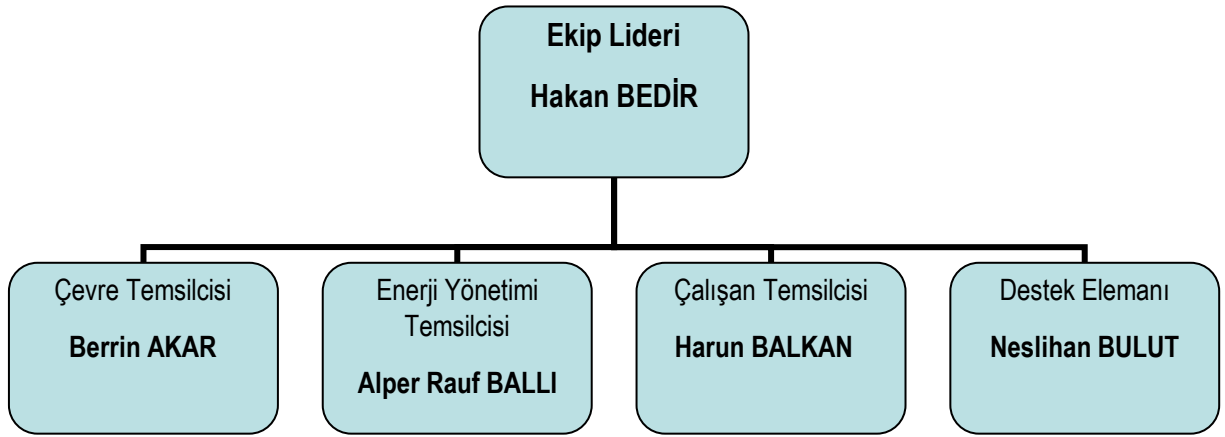 Ekip Lideri
Hakan BEDİR
Çevre Temsilcisi
Berrin AKAR
Enerji Yönetimi
Temsilcisi
Alper Rauf BALLI
Çalışan Temsilcisi
Harun BALKAN
Destek Elemanı
Neslihan BULUT